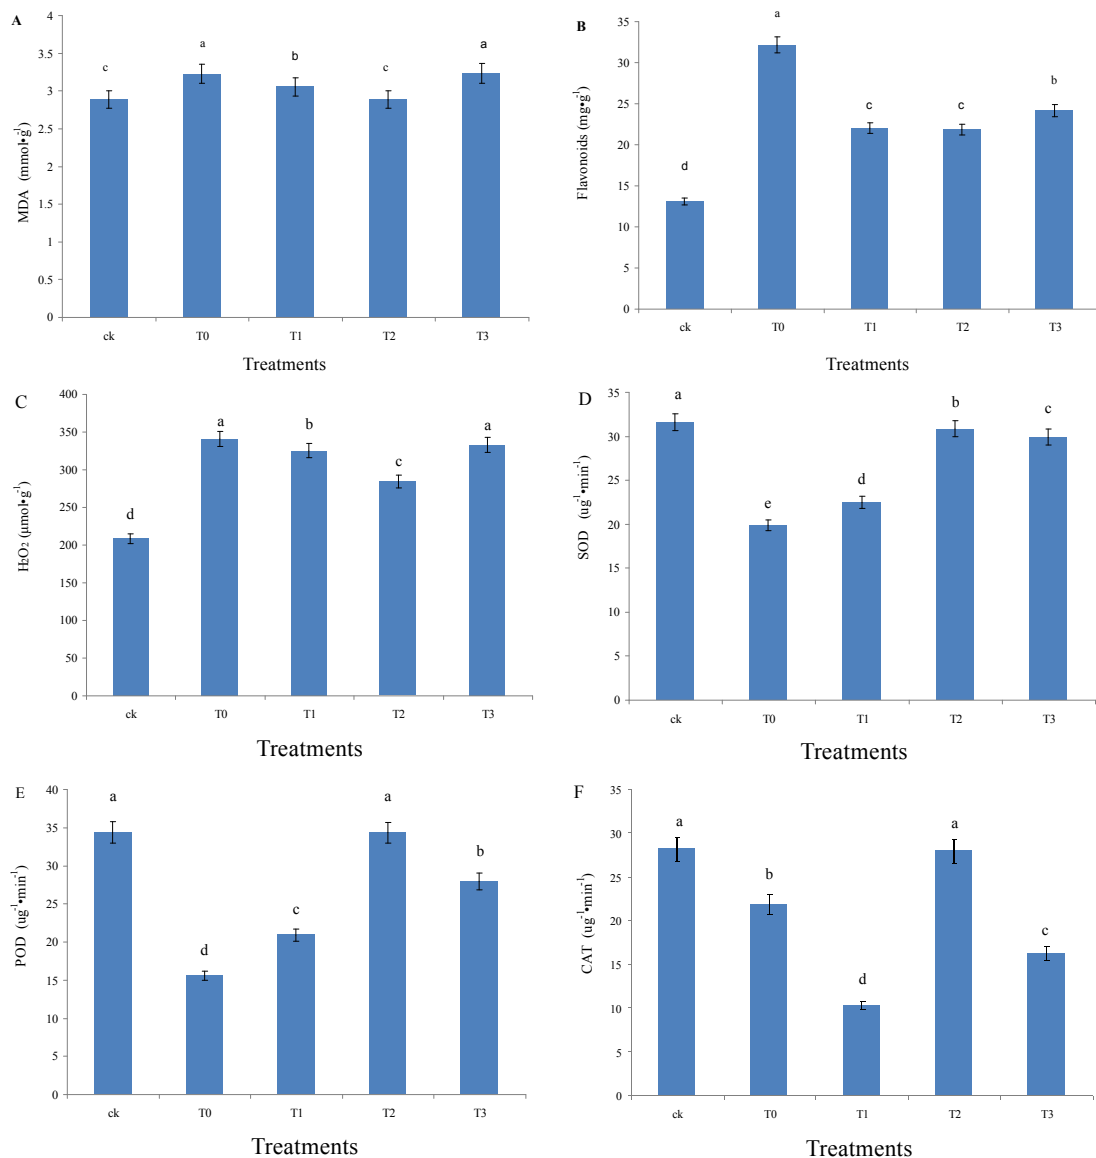 A
MDA (mmol•g⁻¹)
4
3.5
3
2.5
2
1.5
1
0.5
0
c
a
b
c
a
ck T0 T1 T2 T3
Treatments
B
Flavonoids (mg•g⁻¹)
35
30
25
20
15
10
5
0
d
a
c
c
b
ck T0 T1 T2 T3
Treatments
C
H₂O₂ (μmol•g⁻¹)
400
350
300
250
200
150
100
50
0
d
a
b
c
a
ck T0 T1 T2 T3
Treatments
D
SOD (ug⁻¹•min⁻¹)
35
30
25
20
15
10
5
0
a
e
d
b
c
ck T0 T1 T2 T3
Treatments
E
POD (ug⁻¹•min⁻¹)
40
35
30
25
20
15
10
5
0
a
d
c
a
b
ck T0 T1 T2 T3
Treatments
F
CAT (ug⁻¹•min⁻¹)
35
30
25
20
15
10
5
0
a
b
d
a
c
ck T0 T1 T2 T3
Treatments